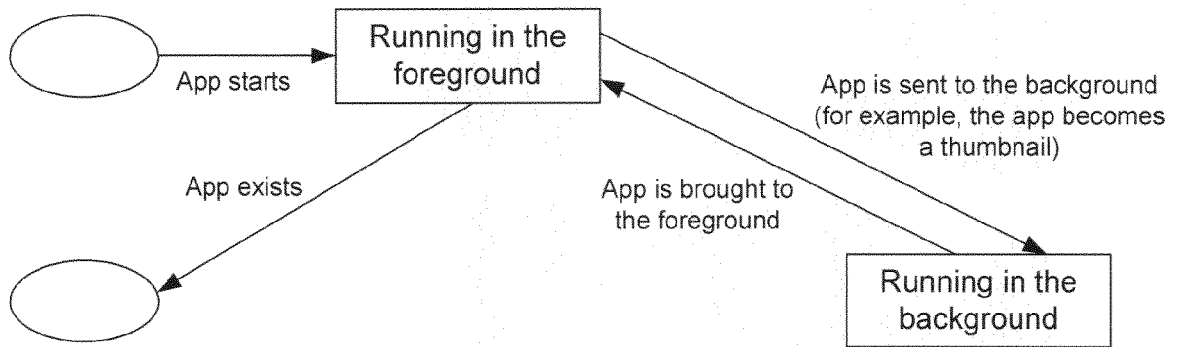 Running in the
foreground
App starts
App is sent to the background
(for example, the app becomes
a thumbnail)
App exists
App is brought to
the foreground
Running in the
background